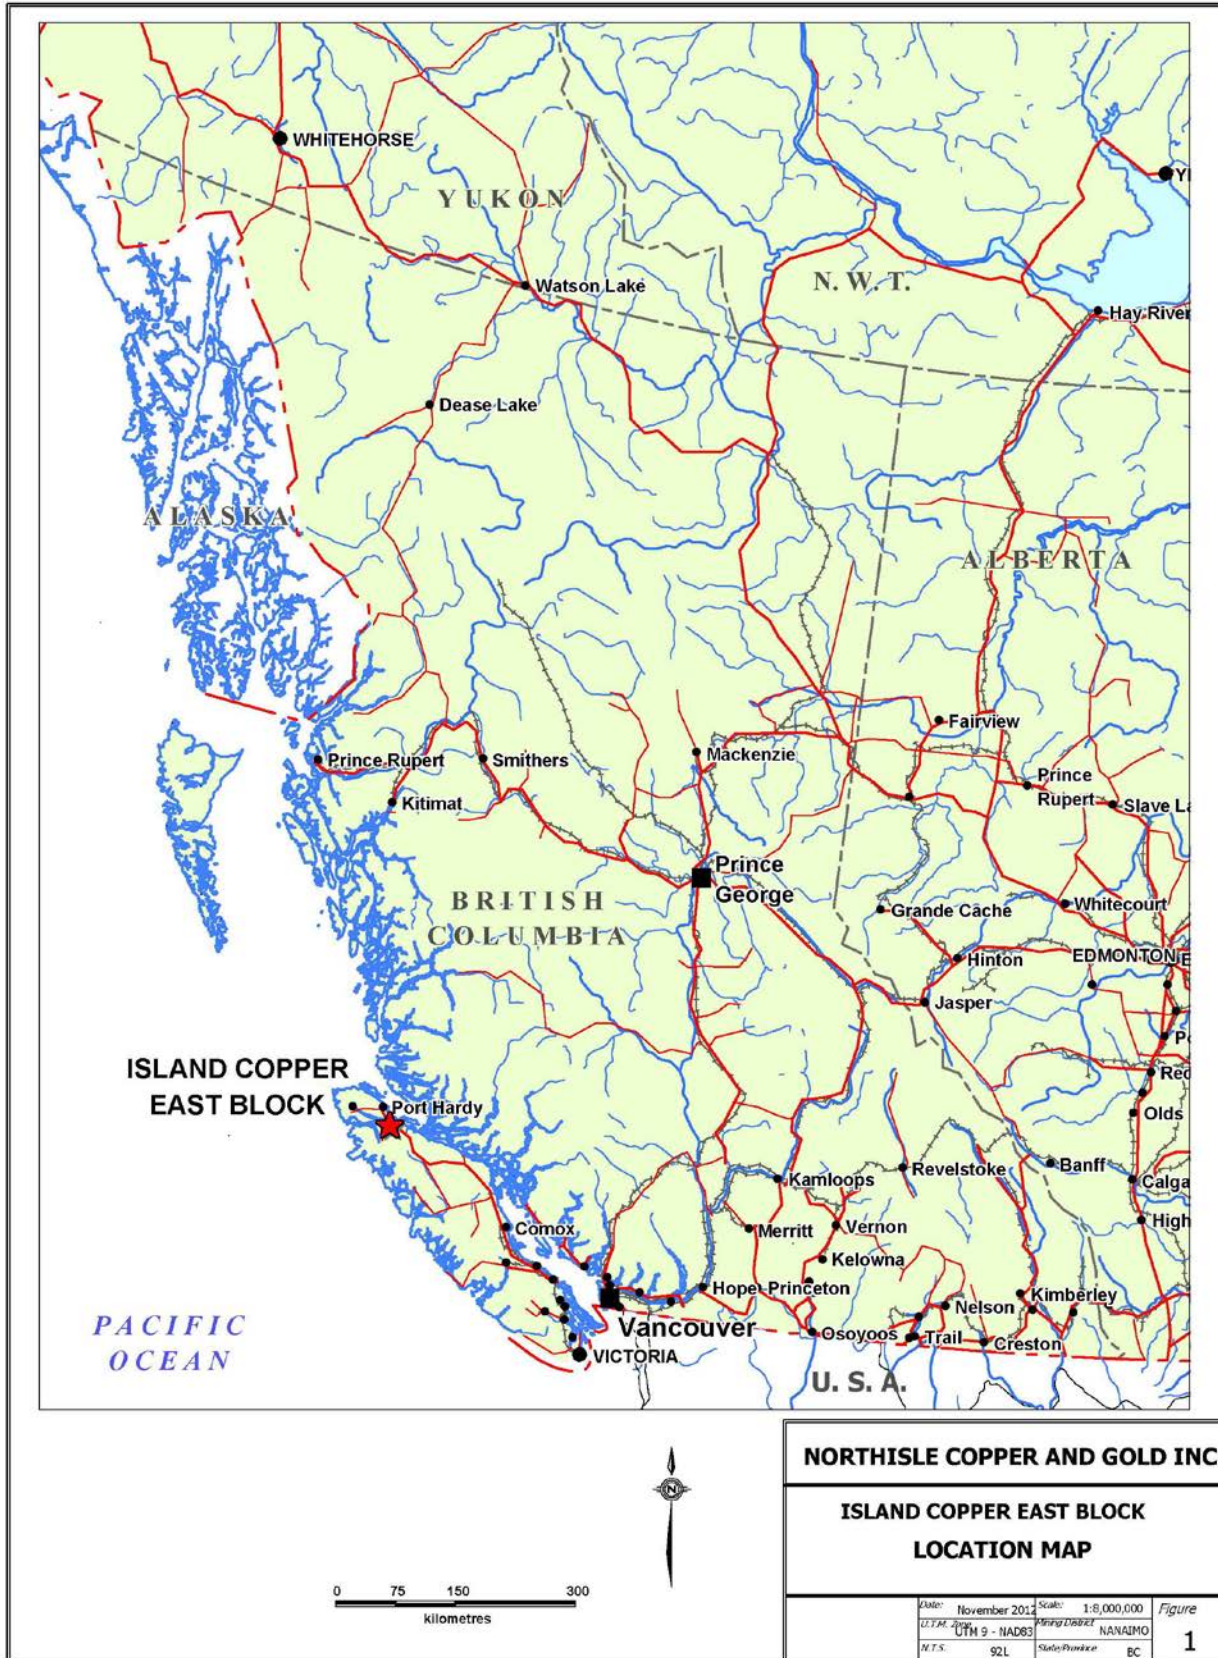 WHITEHORSE
YUKON
Watson Lake
N. W. T.
Hay River
Dease Lake
ALASKA
ALBERTA
Fairview
Prince Rupert
Smithers
Mackenzie
Prince
Rupert
Kitimat
Prince
George
BRITISH
COLUMBIA
Grande Cache
Whitecourt
Hinton
EDMONTON
Jasper
ISLAND COPPER
EAST BLOCK
Port Hardy
Olds
Revelstoke
Banff
Kamloops
Comox
Merritt
Vernon
Kelowna
Hope
Princeton
Kimberley
Nelson
PACIFIC
OCEAN
Vancouver
Osoyoos
Trail
Creston
VICTORIA
U. S. A.
N
0 75 150 300
kilometres
NORTHISLE COPPER AND GOLD INC
ISLAND COPPER EAST BLOCK
LOCATION MAP
Date: November 2012 Scale: 1:8,000,000 Figure
U.T.M. Zone UTM 9 - NAD83 Mining District NANAIMO
N.T.S. 92L State/Province BC
1